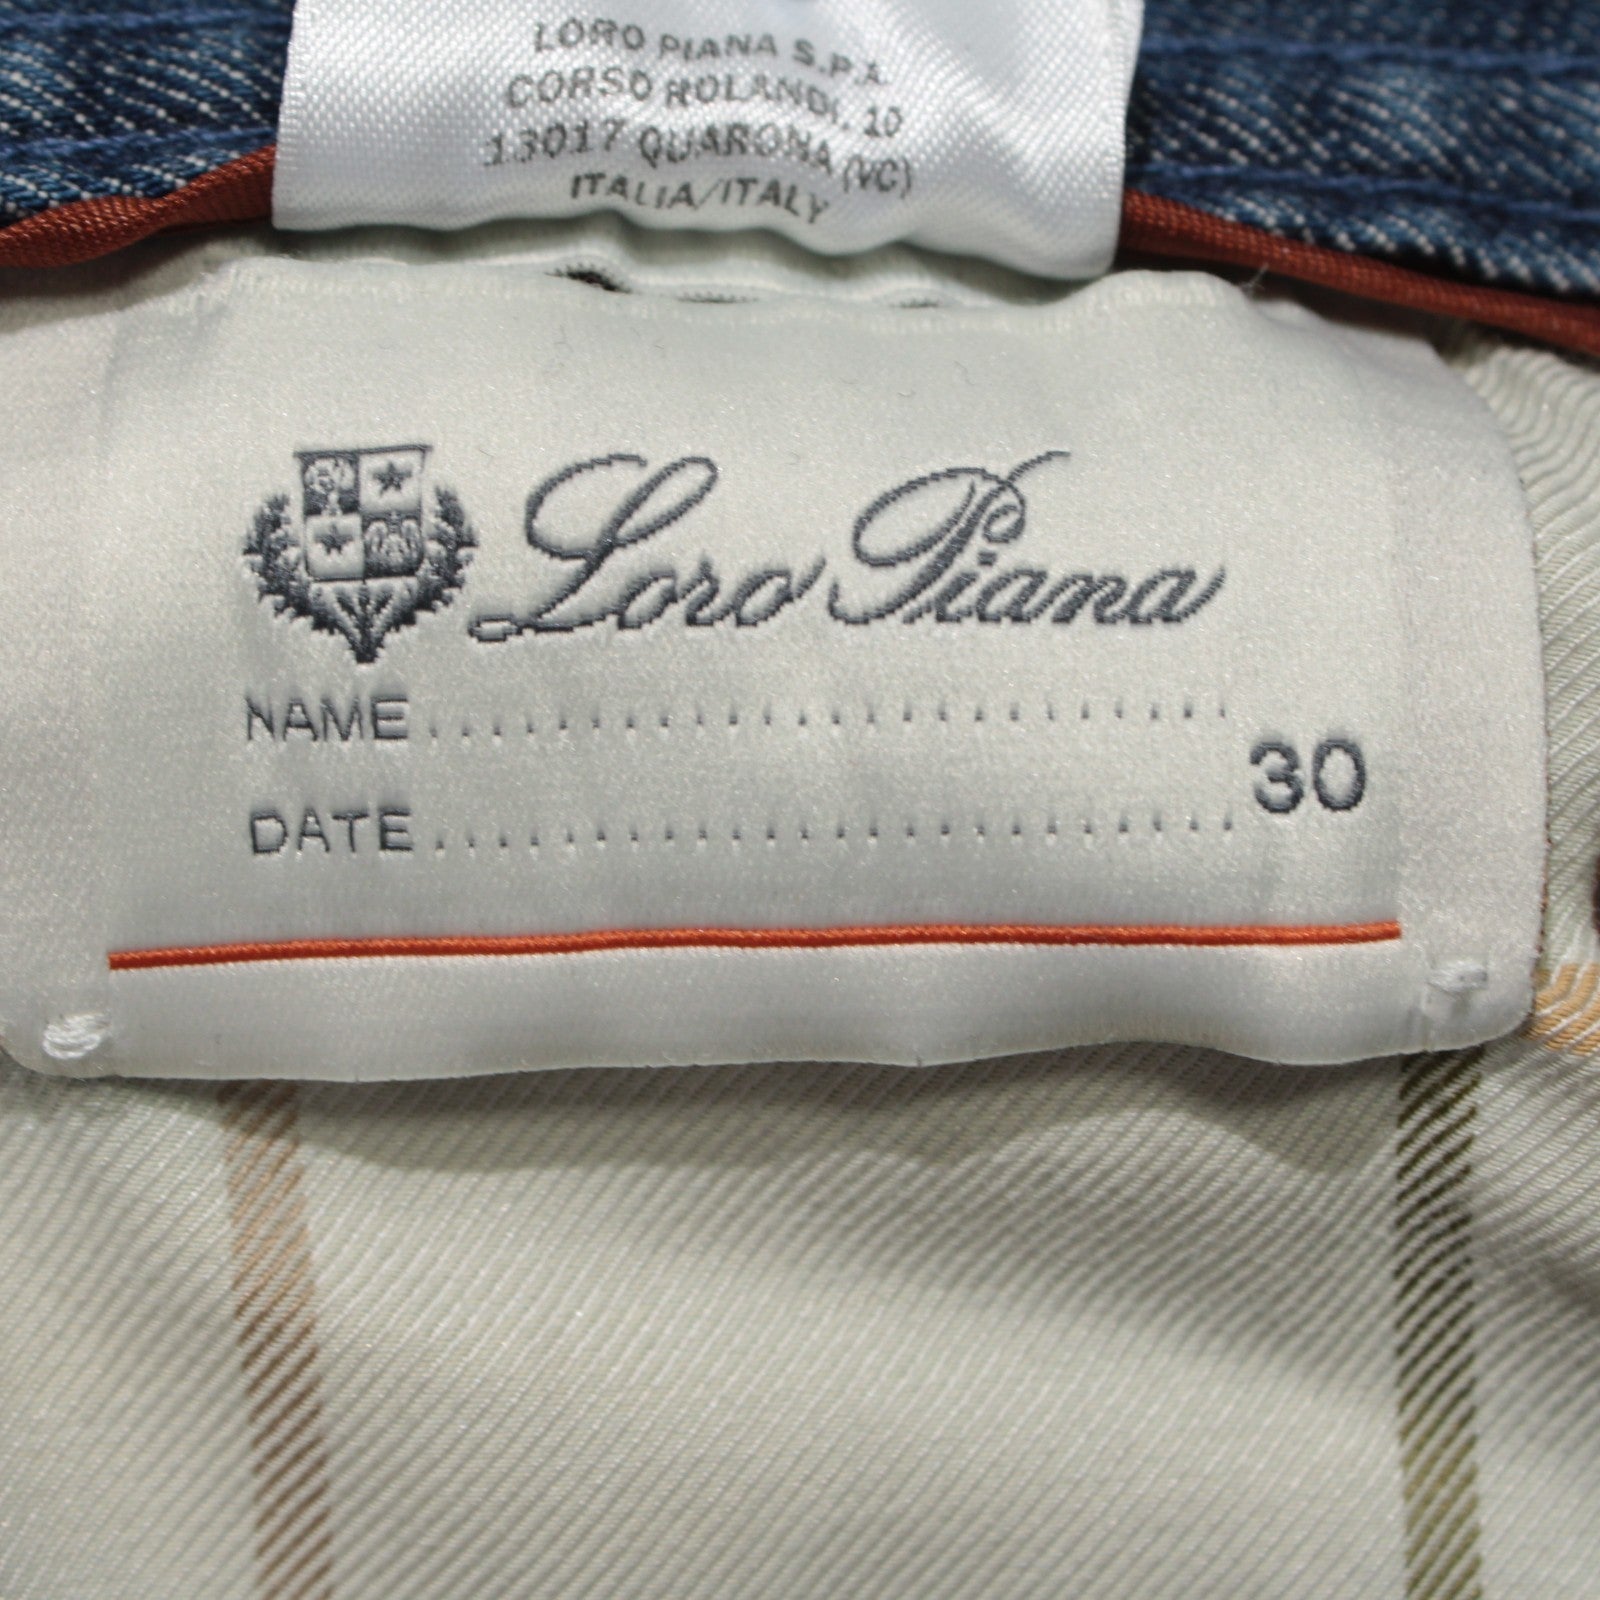 LORO PIANA S.P.A.
CORSO ROLANDI, 10
13017 QUARONA (VC)
ITALIA/ITALY
Loro Piana
NAME..............................
30
DATE..............................